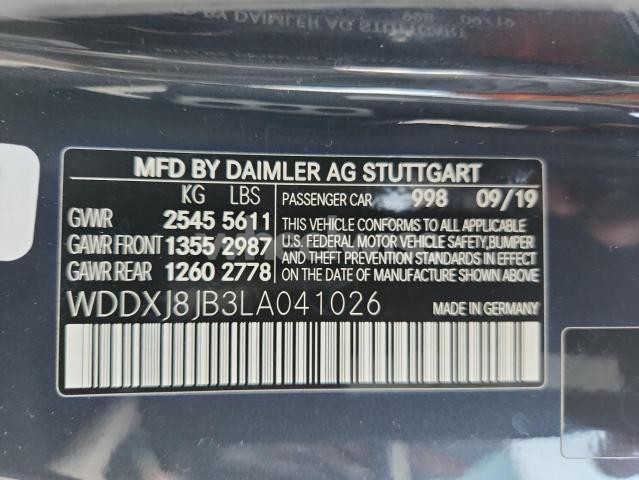 MFD BY DAIMLER AG STUTTGART
KG LBS
GVWR 2545 5611
GAWR FRONT 1355 2987
GAWR REAR 1260 2778
PASSENGER CAR 998 09/19
THIS VEHICLE CONFORMS TO ALL APPLICABLE
U.S. FEDERAL MOTOR VEHICLE SAFETY, BUMPER
AND THEFT PREVENTION STANDARDS IN EFFECT
ON THE DATE OF MANUFACTURE SHOWN ABOVE.
WDDXJ8JB3LA041026
MADE IN GERMANY